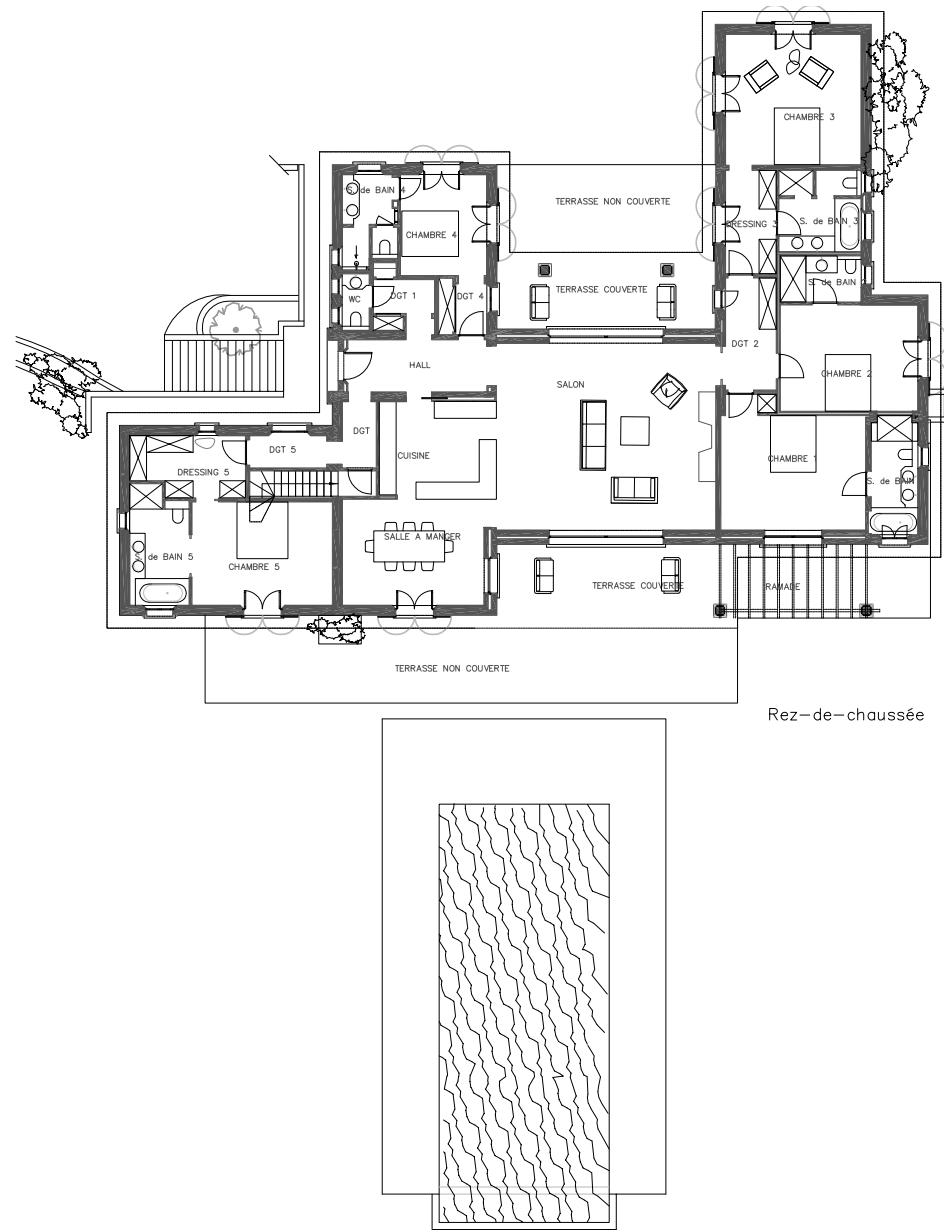 CHAMBRE 3
S. de BAIN 4
TERRASSE NON COUVERTE
CHAMBRE 4
DRESSING 3
S. de BAIN 3
S. de BAIN
WC
DGT 1
DGT 4
TERRASSE COUVERTE
DGT 2
HALL
SALON
CHAMBRE 2
DGT
CUISINE
CHAMBRE 1
DGT 5
DRESSING 5
S. de BAIN
SALLE A MANGER
S. de BAIN 5
CHAMBRE 5
TERRASSE COUVERTE
RAMADE
TERRASSE NON COUVERTE
Rez-de-chaussée